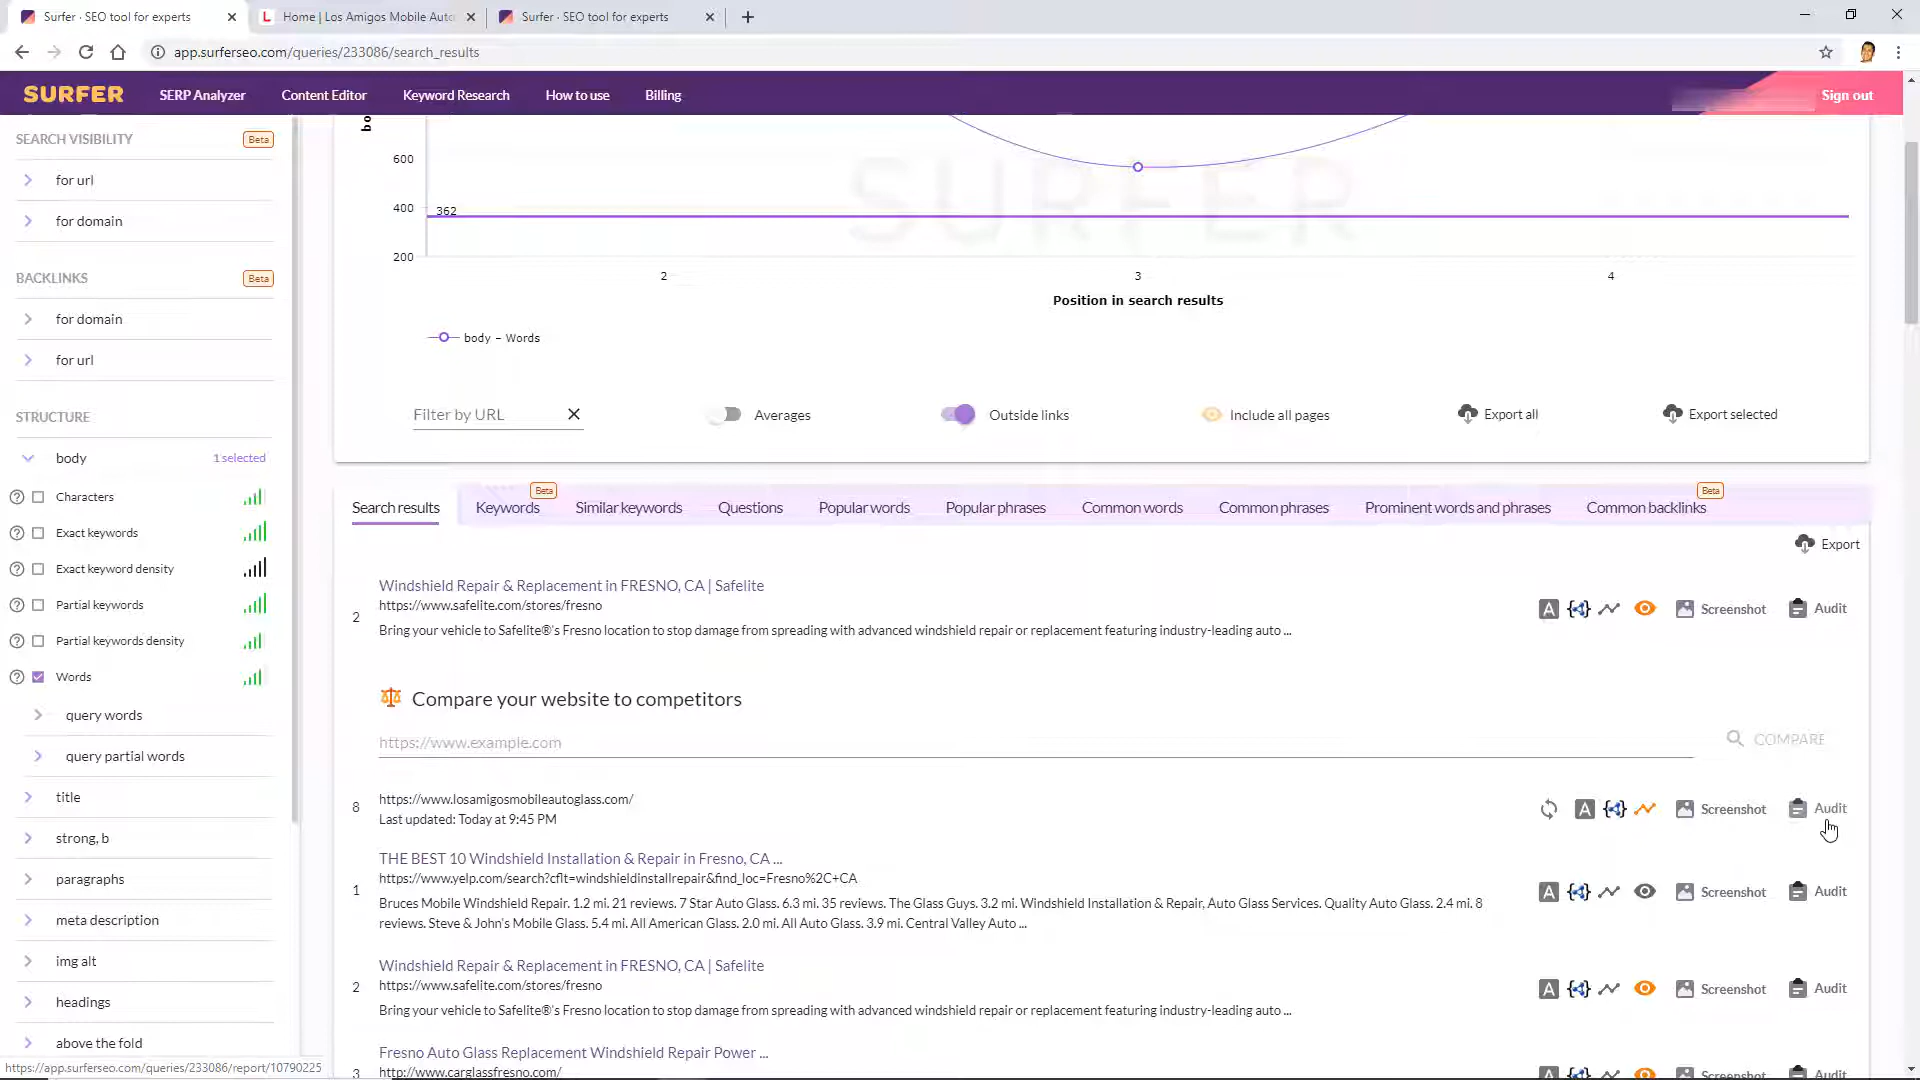 Surfer · SEO tool for experts
Home | Los Amigos Mobile Auto
Surfer · SEO tool for experts
app.surferseo.com/queries/233086/search_results
SURFER
SERP Analyzer
Content Editor
Keyword Research
How to use
Billing
Sign out
SEARCH VISIBILITY
Beta
for url
for domain
BACKLINKS
Beta
for domain
for url
STRUCTURE
body
1 selected
Characters
Exact keywords
Exact keyword density
Partial keywords
Partial keywords density
Words
query words
query partial words
title
strong, b
paragraphs
meta description
img alt
headings
above the fold
https://app.surferseo.com/queries/233086/report/10790225
bo
600
400
362
200
SURFER
2
3
4
Position in search results
body – Words
Filter by URL
Averages
Outside links
Include all pages
Export all
Export selected
Search results
Keywords
Beta
Similar keywords
Questions
Popular words
Popular phrases
Common words
Common phrases
Prominent words and phrases
Common backlinks
Beta
Export
2
Windshield Repair & Replacement in FRESNO, CA | Safelite
https://www.safelite.com/stores/fresno
Bring your vehicle to Safelite®'s Fresno location to stop damage from spreading with advanced windshield repair or replacement featuring industry-leading auto ...
A
Screenshot
Audit
Compare your website to competitors
https://www.example.com
COMPARE
8
https://www.losamigosmobileautoglass.com/
Last updated: Today at 9:45 PM
A
Screenshot
Audit
1
THE BEST 10 Windshield Installation & Repair in Fresno, CA ...
https://www.yelp.com/search?cflt=windshieldinstallrepair&find_loc=Fresno%2C+CA
Bruces Mobile Windshield Repair. 1.2 mi. 21 reviews. 7 Star Auto Glass. 6.3 mi. 35 reviews. The Glass Guys. 3.2 mi. Windshield Installation & Repair, Auto Glass Services. Quality Auto Glass. 2.4 mi. 8
reviews. Steve & John's Mobile Glass. 5.4 mi. All American Glass. 2.0 mi. All Auto Glass. 3.9 mi. Central Valley Auto ...
A
Screenshot
Audit
2
Windshield Repair & Replacement in FRESNO, CA | Safelite
https://www.safelite.com/stores/fresno
Bring your vehicle to Safelite®'s Fresno location to stop damage from spreading with advanced windshield repair or replacement featuring industry-leading auto ...
A
Screenshot
Audit
3
Fresno Auto Glass Replacement Windshield Repair Power ...
http://www.carglassfresno.com/
A
Screenshot
Audit